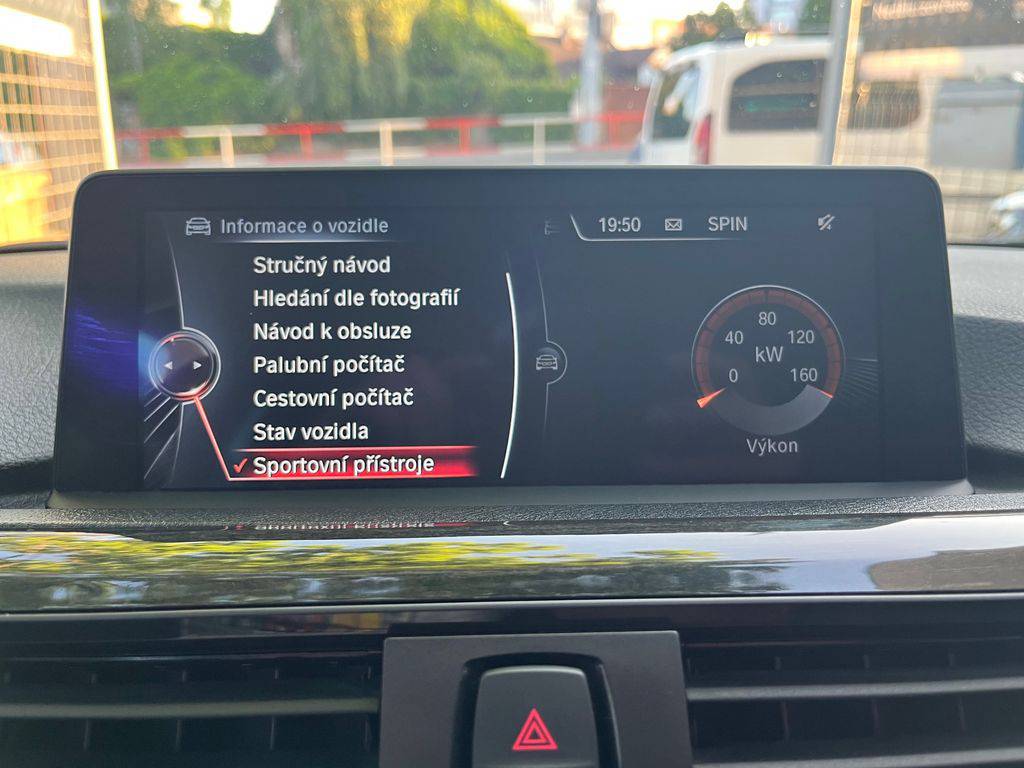 Informace o vozidle
19:50 SPIN
Stručný návod
Hledání dle fotografií
Návod k obsluze
Palubní počítač
Cestovní počítač
Stav vozidla
✓ Sportovní přístroje
80
40 120
kW
0 160
Výkon